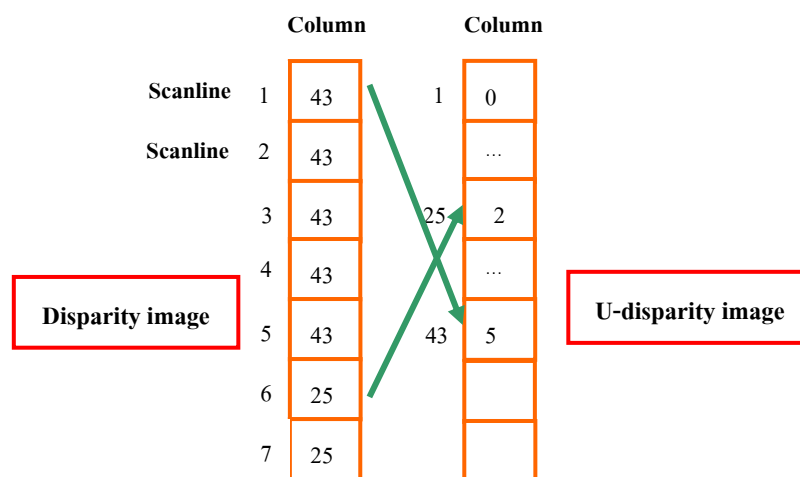 Column Column
Scanline 1 43 1 0
Scanline 2 43 ...
3 43 25 2
4 43 ...
Disparity image 5 43 43 5 U-disparity image
6 25
7 25